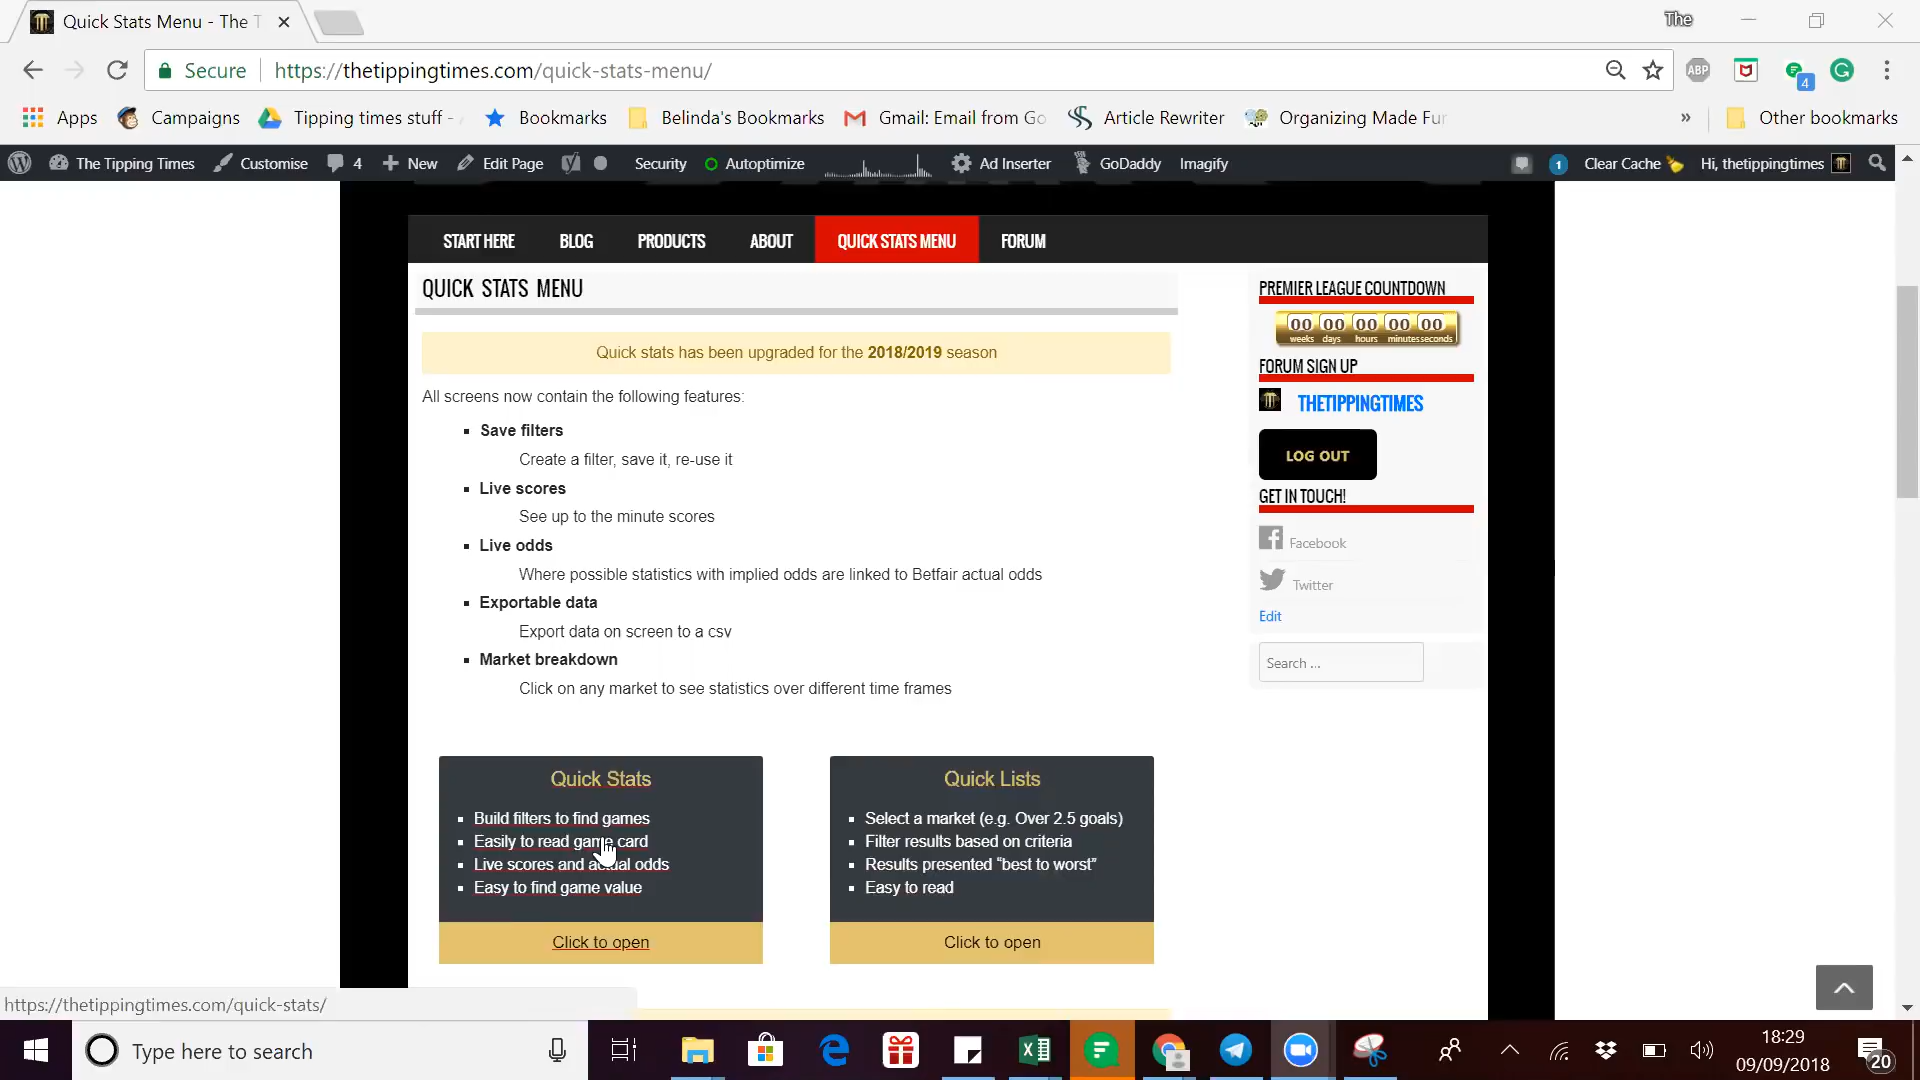 Quick Stats Menu - The T
The
Secure
https://thetippingtimes.com/quick-stats-menu/
ABP
4
Apps
Campaigns
Tipping times stuff -
Bookmarks
Belinda's Bookmarks
Gmail: Email from Go
Article Rewriter
Organizing Made Fur
»
Other bookmarks
The Tipping Times
Customise
4
New
Edit Page
Security
Autoptimize
Ad Inserter
GoDaddy
Imagify
1
Clear Cache
Hi, thetippingtimes
START HERE
BLOG
PRODUCTS
ABOUT
QUICK STATS MENU
FORUM
QUICK STATS MENU
Quick stats has been upgraded for the 2018/2019 season
All screens now contain the following features:
Save filters
Create a filter, save it, re-use it
Live scores
See up to the minute scores
Live odds
Where possible statistics with implied odds are linked to Betfair actual odds
Exportable data
Export data on screen to a csv
Market breakdown
Click on any market to see statistics over different time frames
PREMIER LEAGUE COUNTDOWN
00 00 00 00 00
weeks days hours minutes seconds
FORUM SIGN UP
THETIPPINGTIMES
LOG OUT
GET IN TOUCH!
Facebook
Twitter
Edit
Search ...
Quick Stats
Build filters to find games
Easily to read game card
Live scores and actual odds
Easy to find game value
Click to open
Quick Lists
Select a market (e.g. Over 2.5 goals)
Filter results based on criteria
Results presented “best to worst”
Easy to read
Click to open
https://thetippingtimes.com/quick-stats/
Type here to search
18:29
09/09/2018
20